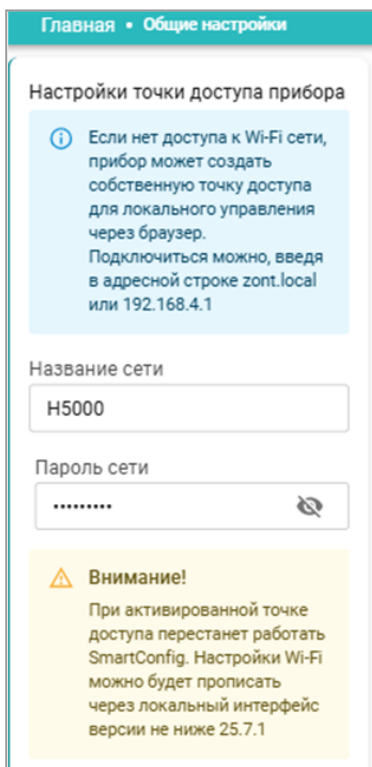 Главная • Общие настройки
Настройки точки доступа прибора
Если нет доступа к Wi-Fi сети,
прибор может создать
собственную точку доступа
для локального управления
через браузер.
Подключиться можно, введя
в адресной строке zont.local
или 192.168.4.1
Название сети
H5000
Пароль сети
•••••••••
Внимание!
При активированной точке
доступа перестанет работать
SmartConfig. Настройки Wi-Fi
можно будет прописать
через локальный интерфейс
версии не ниже 25.7.1